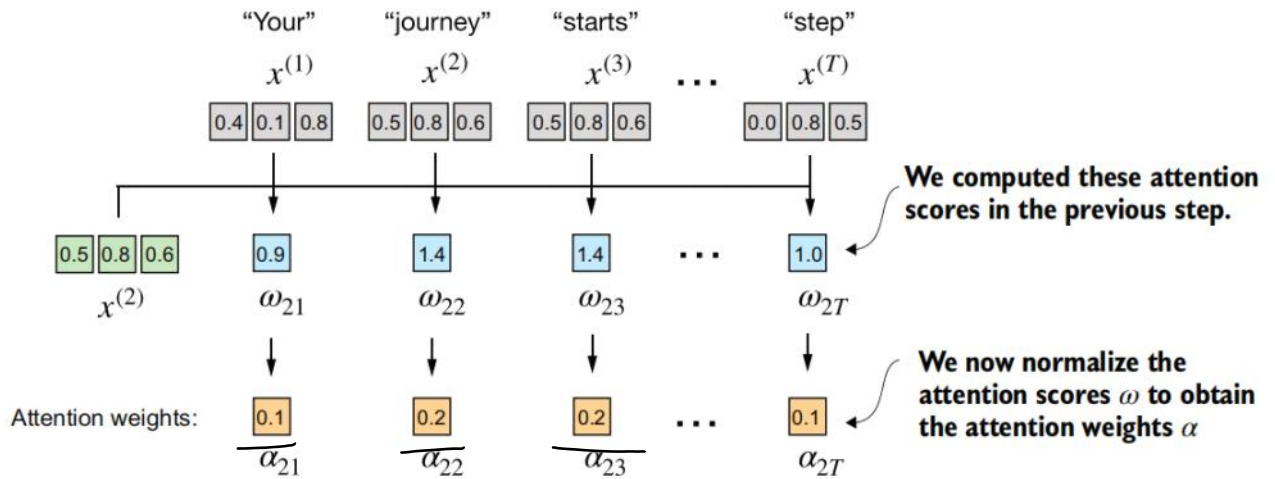 “Your” “journey” “starts” “step”
x⁽¹⁾ x⁽²⁾ x⁽³⁾ ... x⁽ᵀ⁾
0.4 0.1 0.8 0.5 0.8 0.6 0.5 0.8 0.6 0.0 0.8 0.5
We computed these attention
scores in the previous step.
0.5 0.8 0.6 0.9 1.4 1.4 ... 1.0
x⁽²⁾ ω₂₁ ω₂₂ ω₂₃ ω₂T
We now normalize the
attention scores ω to obtain
the attention weights α
Attention weights: 0.1 0.2 0.2 ... 0.1
α₂₁ α₂₂ α₂₃ α₂T